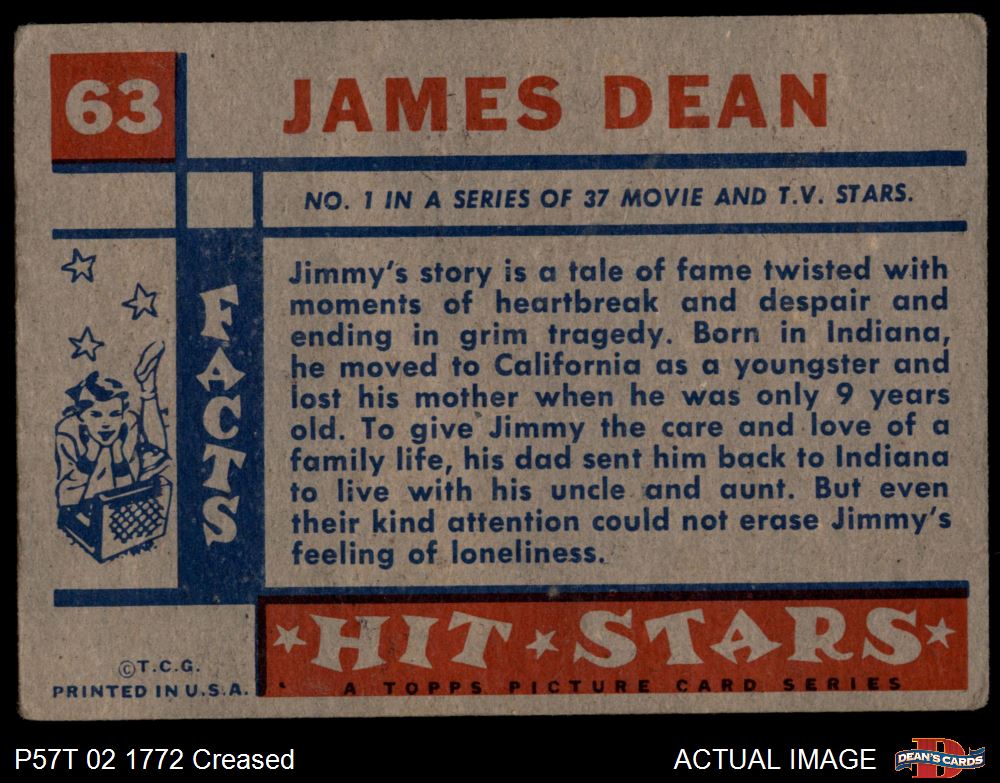 63
JAMES DEAN
NO. 1 IN A SERIES OF 37 MOVIE AND T.V. STARS.
FACTS
Jimmy's story is a tale of fame twisted with
moments of heartbreak and despair and
ending in grim tragedy. Born in Indiana,
he moved to California as a youngster and
lost his mother when he was only 9 years
old. To give Jimmy the care and love of a
family life, his dad sent him back to Indiana
to live with his uncle and aunt. But even
their kind attention could not erase Jimmy's
feeling of loneliness.
HIT STARS
©T.C.G.
PRINTED IN U.S.A.
A TOPPS PICTURE CARD SERIES
P57T 02 1772 Creased
ACTUAL IMAGE
D
DEAN'S CARDS